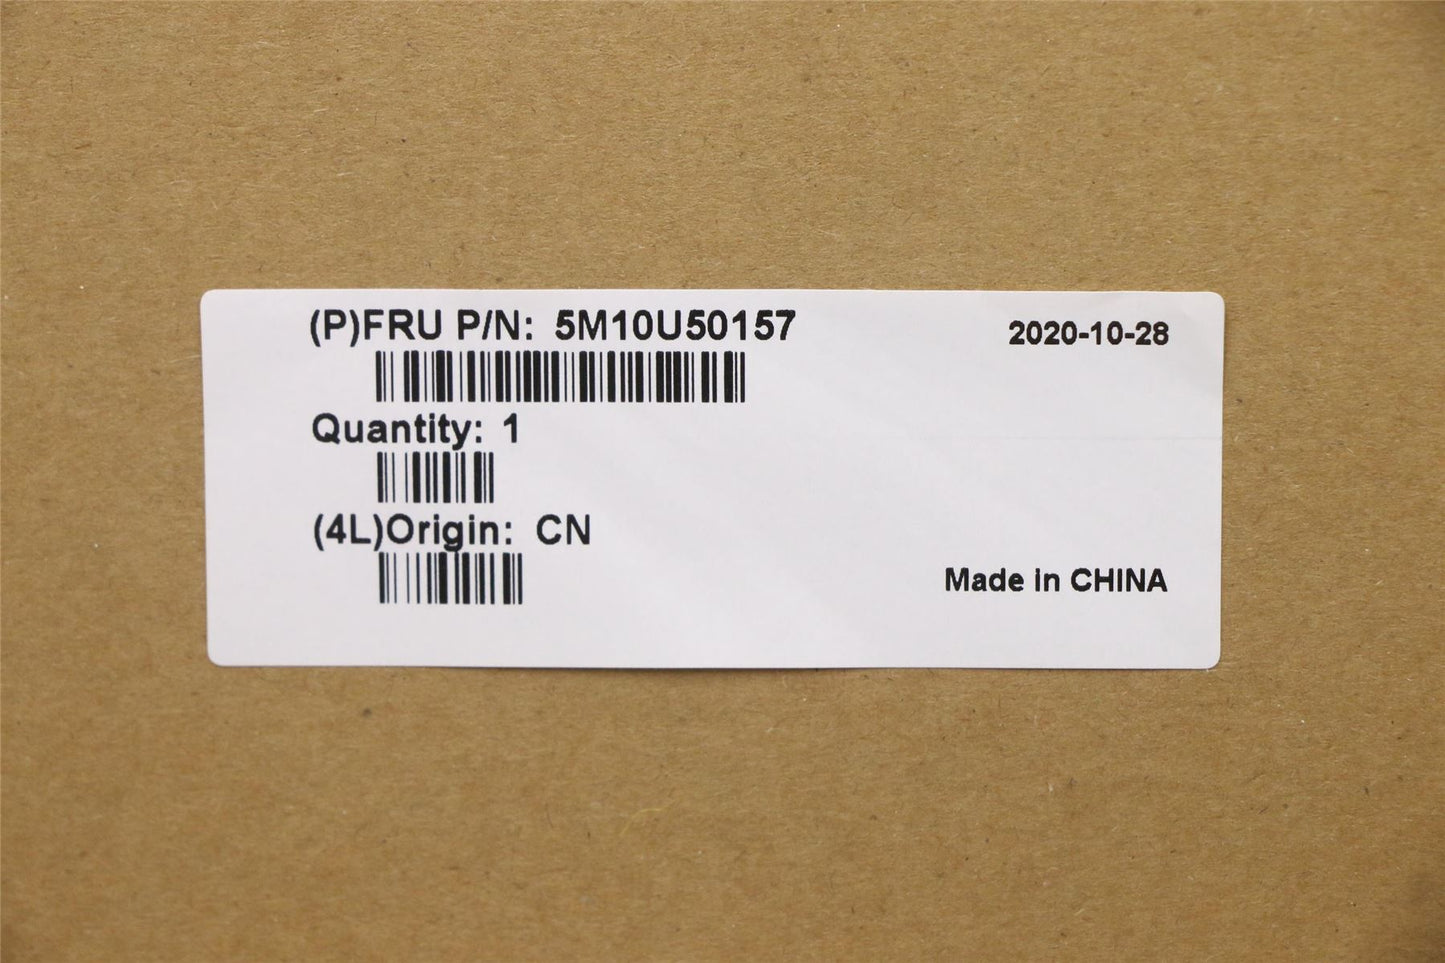 (P)FRU P/N: 5M10U50157
2020-10-28
Quantity: 1
(4L)Origin: CN
Made in CHINA